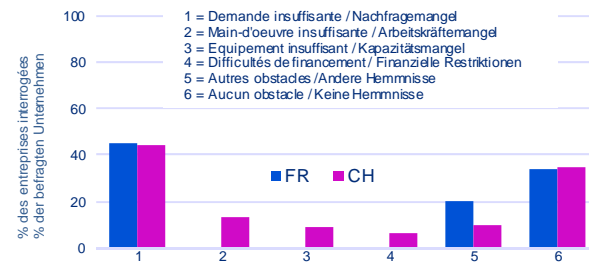 % des entreprises interrogées
% der befragten Unternehmen
100
80
60
40
20
0
1 = Demande insuffisante / Nachfragemangel
2 = Main-d'oeuvre insuffisante / Arbeitskräftemangel
3 = Equipement insuffisant / Kapazitätsmangel
4 = Difficultés de financement / Finanzielle Restriktionen
5 = Autres obstacles /Andere Hemmnisse
6 = Aucun obstacle / Keine Hemmnisse
FR CH
1 2 3 4 5 6